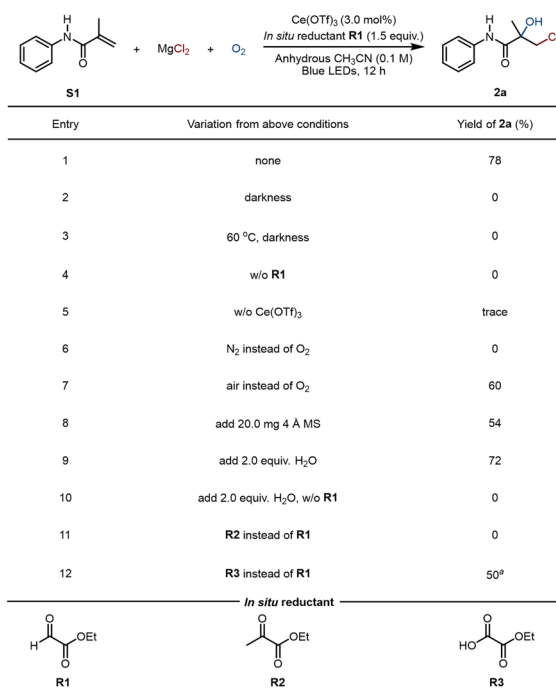 Ce(OTf)3 (3.0 mol%)
In situ reductant R1 (1.5 equiv.)
H
N
O
+ MgCl2 + O2
Anhydrous CH3CN (0.1 M)
Blue LEDs, 12 h
H
N
OH
C
O
S1
2a
Entry Variation from above conditions Yield of 2a (%)
1 none 78
2 darkness 0
3 60 °C, darkness 0
4 w/o R1 0
5 w/o Ce(OTf)3 trace
6 N2 instead of O2 0
7 air instead of O2 60
8 add 20.0 mg 4 Å MS 54
9 add 2.0 equiv. H2O 72
10 add 2.0 equiv. H2O, w/o R1 0
11 R2 instead of R1 0
12 R3 instead of R1 50a
In situ reductant
O
H OEt
O
O
OEt
O
O
HO OEt
O
R1 R2 R3